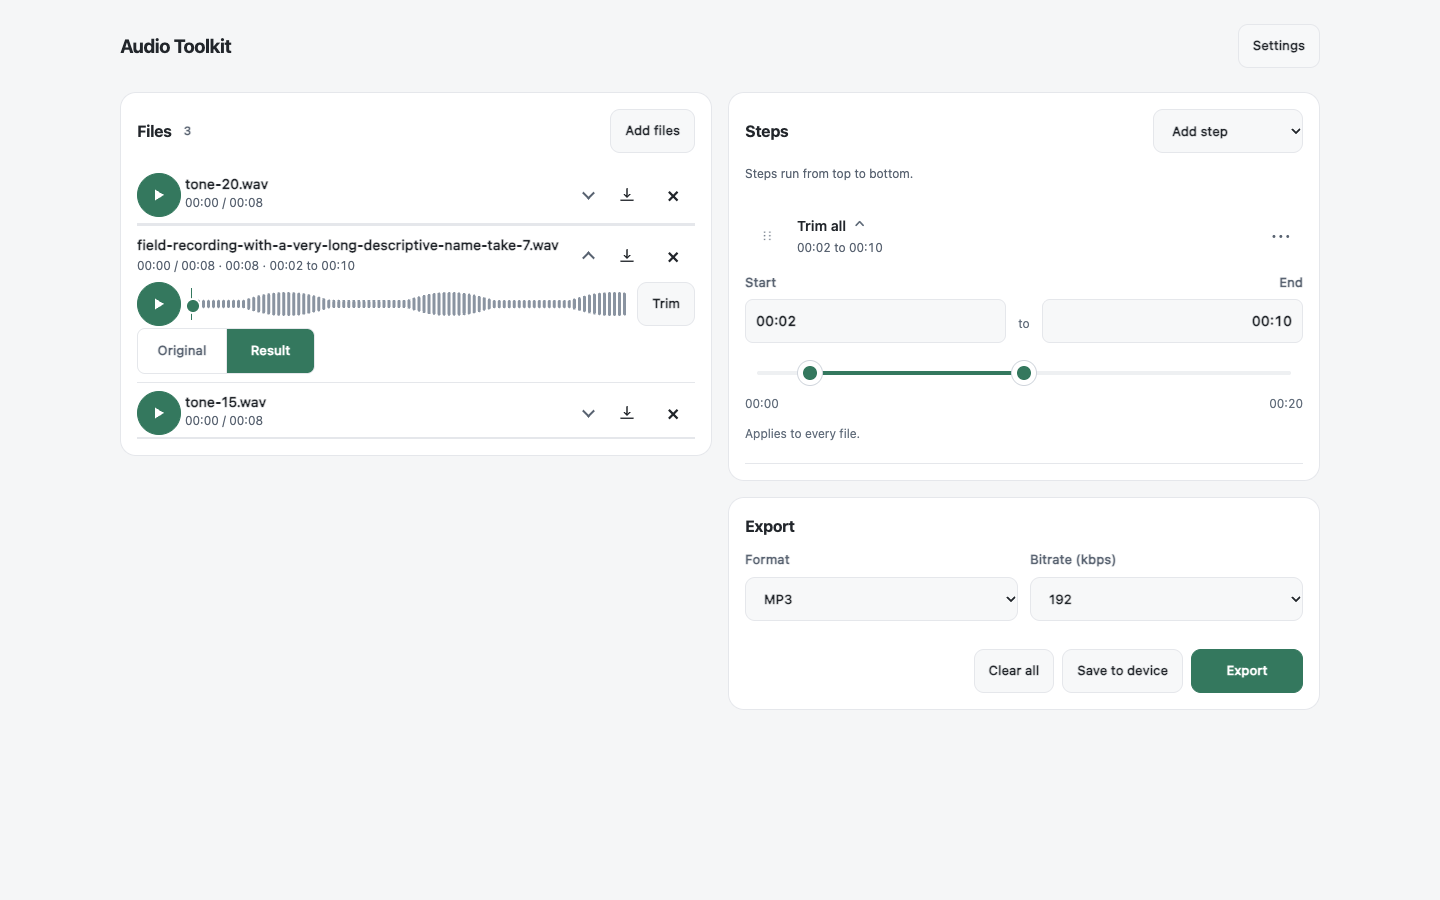 Audio Toolkit
Settings
Files 3
Add files
tone-20.wav
00:00 / 00:08
field-recording-with-a-very-long-descriptive-name-take-7.wav
00:00 / 00:08 · 00:08 · 00:02 to 00:10
Trim
Original
Result
tone-15.wav
00:00 / 00:08
Steps
Add step
Steps run from top to bottom.
Trim all
00:02 to 00:10
Start
End
00:02
to
00:10
00:00
00:20
Applies to every file.
Export
Format
Bitrate (kbps)
MP3
192
Clear all
Save to device
Export